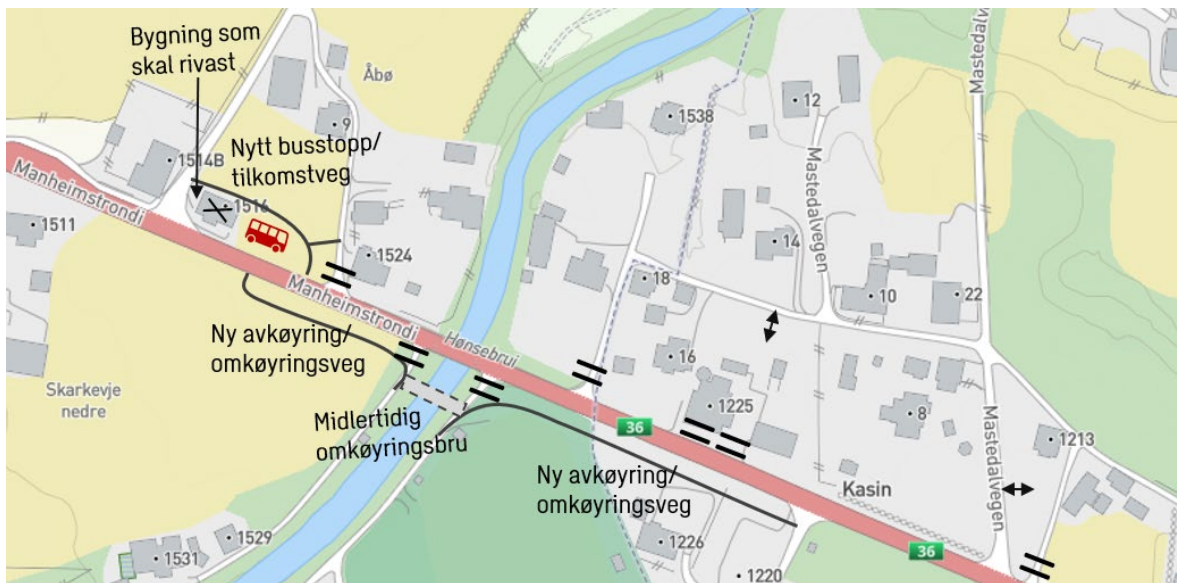 Bygning som
skal rivast
Åbø
9
1514B
Nytt busstopp/
tilkomstveg
1516
Manheimstrondi
1511
1524
Manheimstrondi
Hønsebrui
Ny avkøyring/
omkøyringsveg
Skarkevje
nedre
Midlertidig
omkøyringsbru
1529
1531
1538
12
Mastedalvegen
Mastedalv
14
18
10
22
16
1225
8
36
Mastedalvegen
1213
Kasin
Ny avkøyring/
omkøyringsveg
1226
1220
36